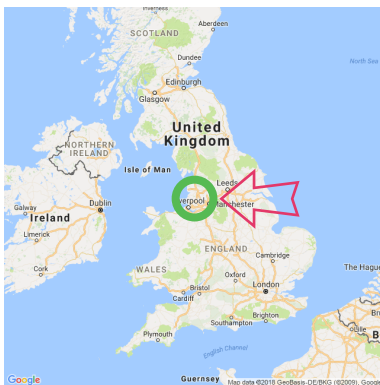 Inverness
Aberdeen
SCOTLAND
Dundee
North Sea
Edinburgh
Glasgow
United
Kingdom
NORTHERN
IRELAND
Isle of Man
Leeds
Dublin
verpool
Manchester
Galway
Ireland
Limerick
ENGLAND
Cambridge
Cork
WALES
Oxford
The Hague
London
Bristol
Cardiff
Brighton
Southampton
Plymouth
Lille
English Channel
Guernsey
Google
Map data ©2018 GeoBasis-DE/BKG (©2009), Google